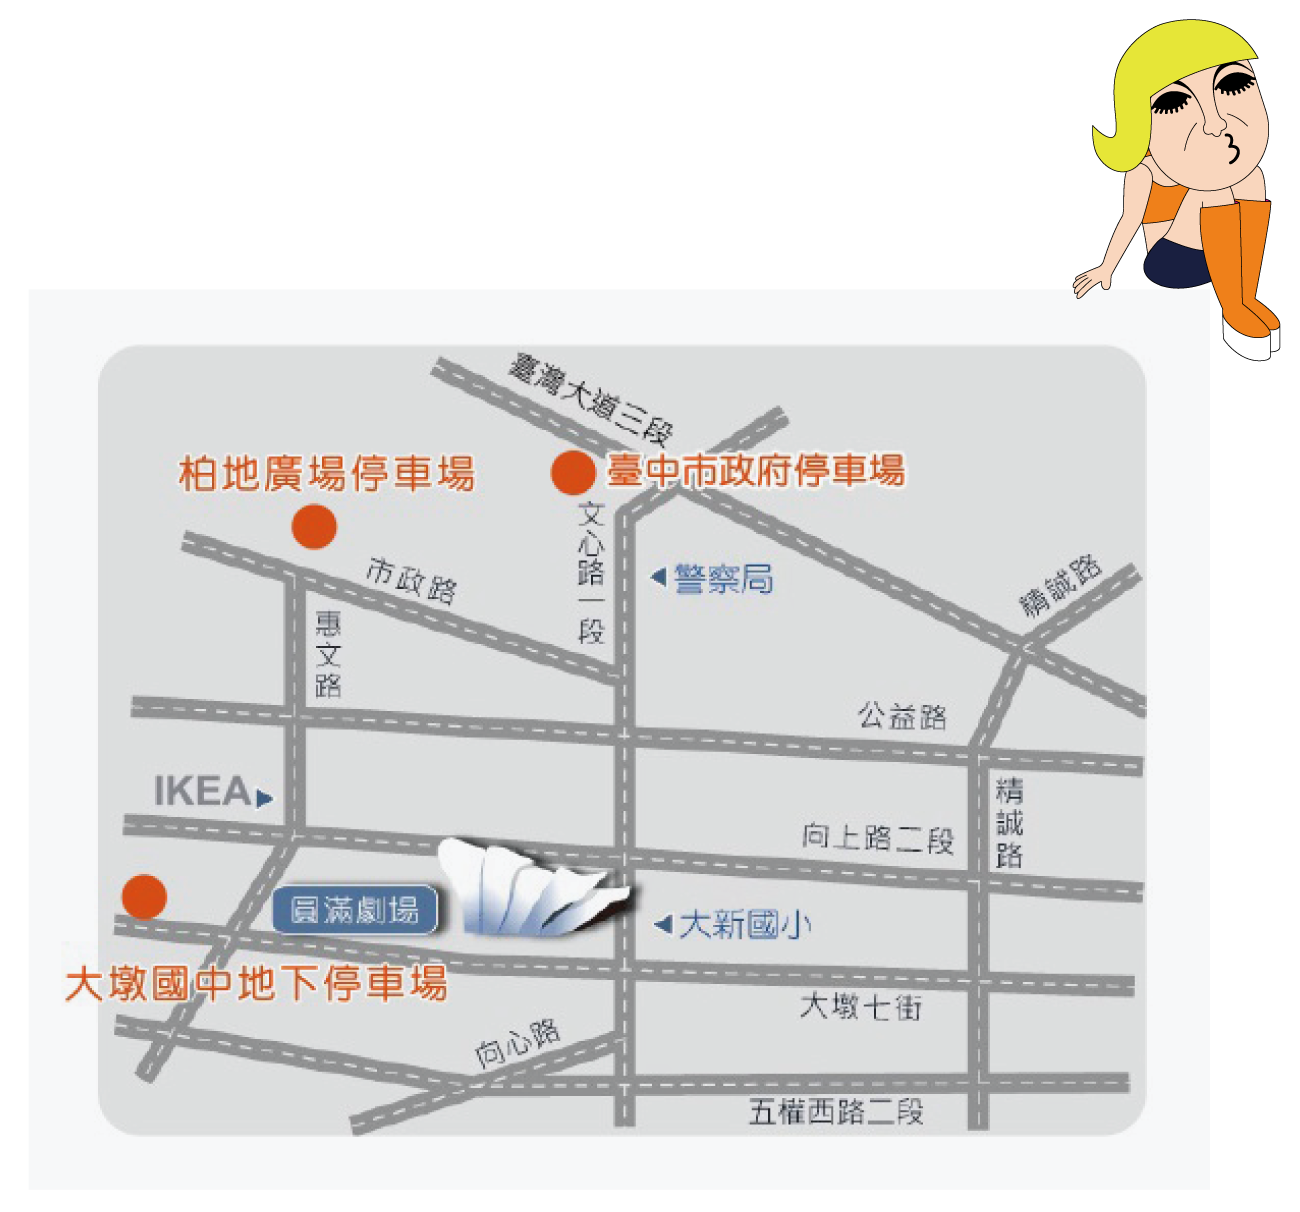 臺灣大道三段
柏地廣場停車場
臺中市政府停車場
文心路一段
市政路
警察局
精誠路
惠文路
公益路
IKEA
精誠路
向上路二段
圓滿劇場
大新國小
大墩國中地下停車場
大墩七街
向心路
五權西路二段